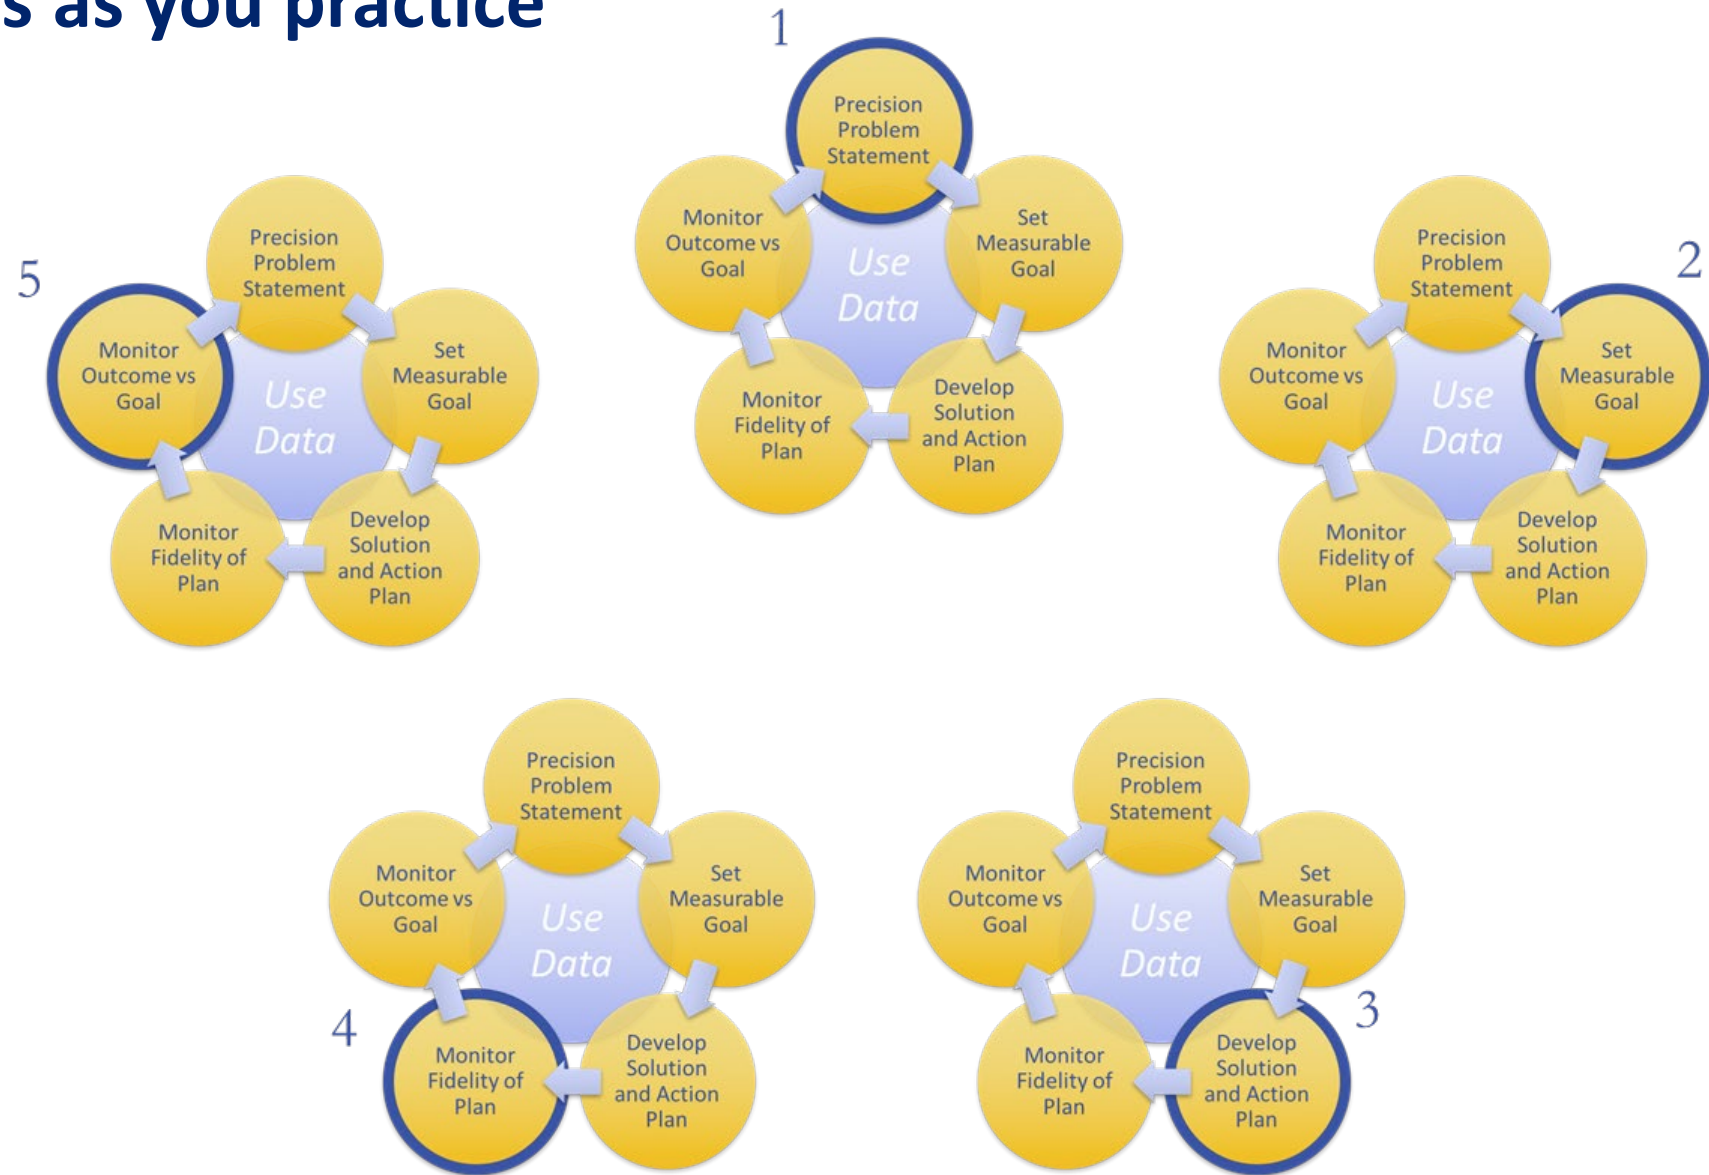 s as you practice
1
Precision
Problem
Statement
Set
Measurable
Goal
Develop
Solution
and Action
Plan
Monitor
Fidelity of
Plan
Monitor
Outcome vs
Goal
Use
Data
2
Precision
Problem
Statement
Set
Measurable
Goal
Develop
Solution
and Action
Plan
Monitor
Fidelity of
Plan
Monitor
Outcome vs
Goal
Use
Data
3
Precision
Problem
Statement
Set
Measurable
Goal
Develop
Solution
and Action
Plan
Monitor
Fidelity of
Plan
Monitor
Outcome vs
Goal
Use
Data
4
Precision
Problem
Statement
Set
Measurable
Goal
Develop
Solution
and Action
Plan
Monitor
Fidelity of
Plan
Monitor
Outcome vs
Goal
Use
Data
5
Precision
Problem
Statement
Set
Measurable
Goal
Develop
Solution
and Action
Plan
Monitor
Fidelity of
Plan
Monitor
Outcome vs
Goal
Use
Data